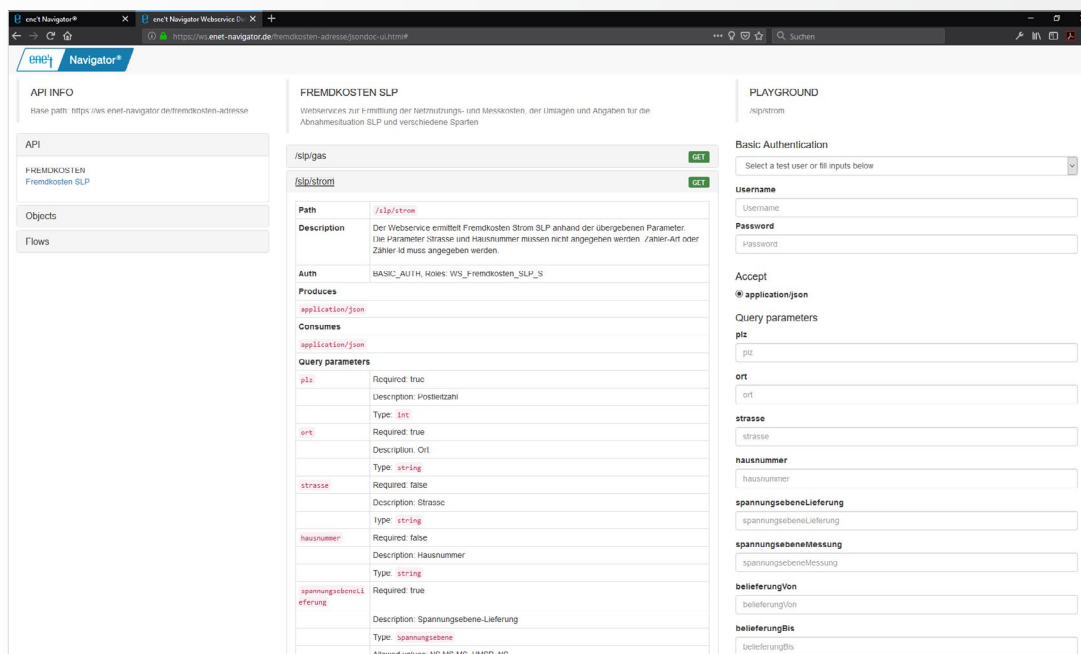 ene't Navigator®
ene't Navigator Webservice Do
https://ws.enet-navigator.de/fremdkosten-adresse/jsondoc-ui.html#
Suchen
ene't Navigator®
API INFO
Base path: https://ws.enet-navigator.de/fremdkosten-adresse
API
FREMDKOSTEN
Fremdkosten SLP
Objects
Flows
FREMDKOSTEN SLP
Webservices zur Ermittlung der Netznutzungs- und Messkosten, der Umlagen und Abgaben für die
Abnahmesituation SLP und verschiedene Sparten
/slp/gas GET
/slp/strom GET
Path /slp/strom
Description Der Webservice ermittelt Fremdkosten Strom SLP anhand der übergebenen Parameter.
Die Parameter Strasse und Hausnummer müssen nicht angegeben werden. Zähler-Art oder
Zähler Id muss angegeben werden.
Auth BASIC_AUTH, Roles: WS_Fremdkosten_SLP_S
Produces
application/json
Consumes
application/json
Query parameters
plz Required: true
Description: Postleitzahl
Type: int
ort Required: true
Description: Ort
Type: string
strasse Required: false
Description: Strasse
Type: string
hausnummer Required: false
Description: Hausnummer
Type: string
spannungsebeneLi
eferung Required: true
Description: Spannungsebene-Lieferung
Type: Spannungsebene
PLAYGROUND
/slp/strom
Basic Authentication
Select a test user or fill inputs below
Username
Username
Password
Password
Accept
application/json
Query parameters
plz
plz
ort
ort
strasse
strasse
hausnummer
hausnummer
spannungsebeneLieferung
spannungsebeneLieferung
spannungsebeneMessung
spannungsebeneMessung
belieferungVon
belieferungVon
belieferungBis
belieferungBis